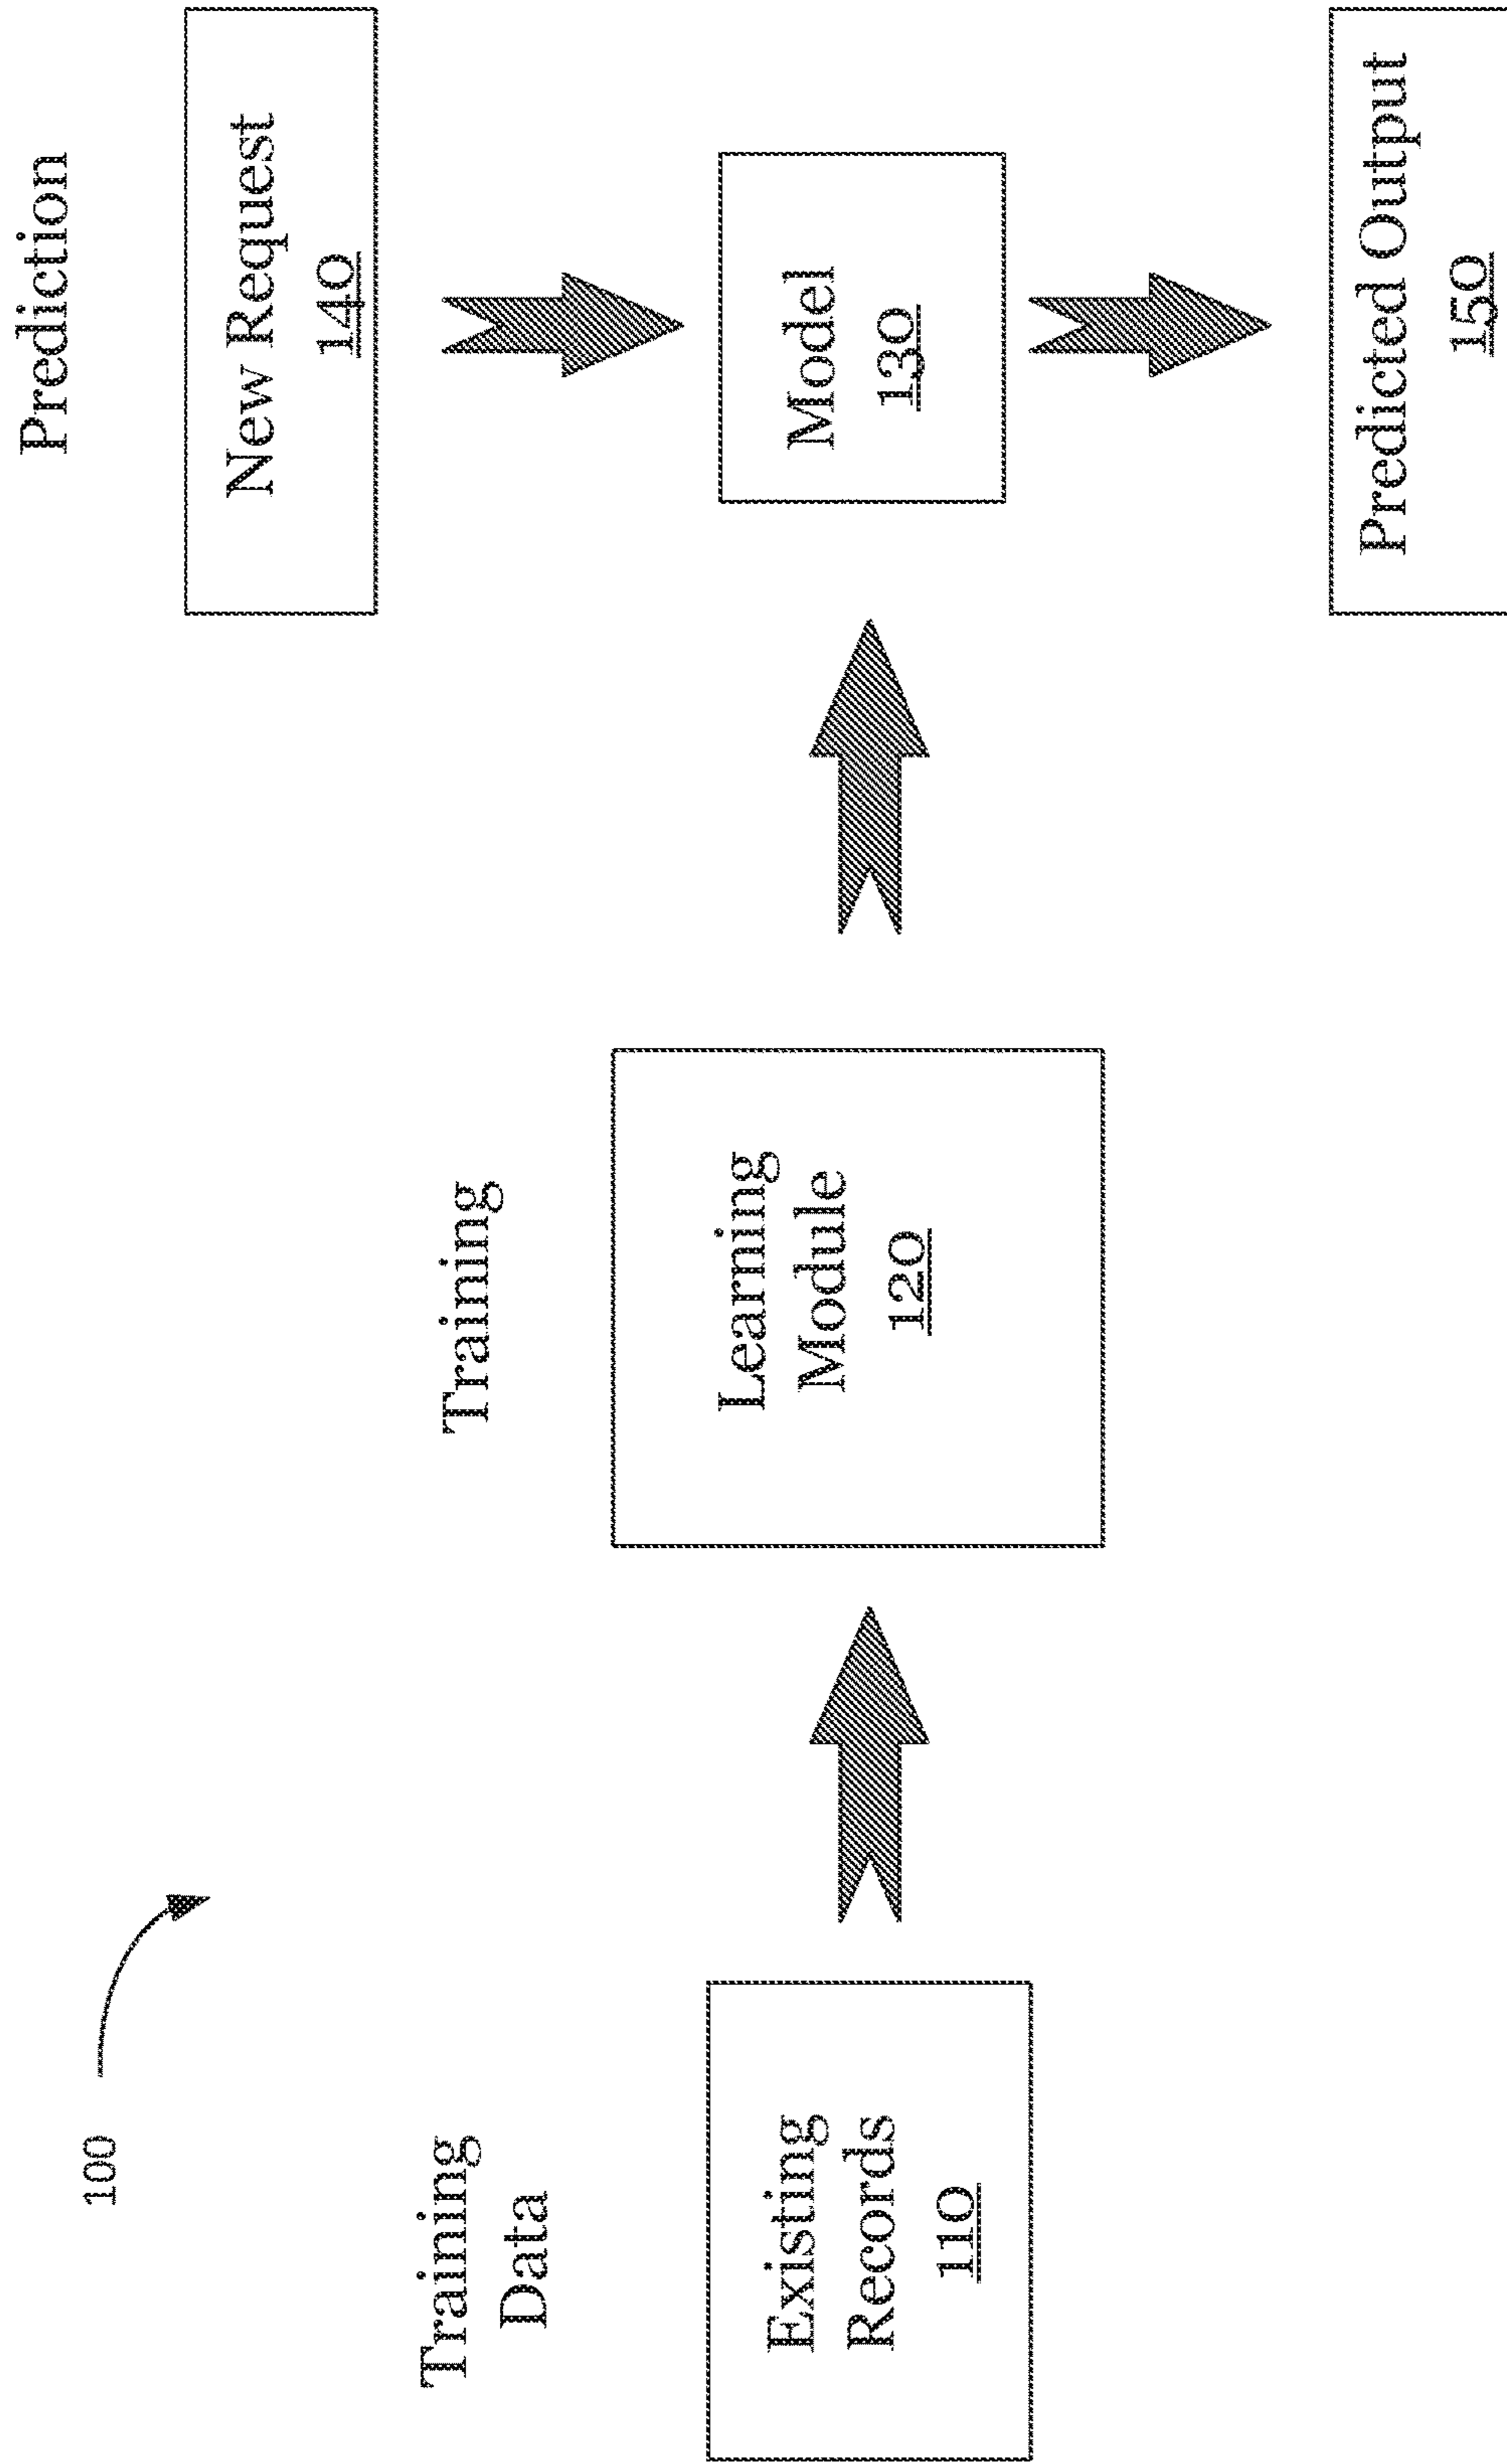 100
Training
Data
Existing
Records
110
Training
Learning
Module
120
Prediction
New Request
140
Model
130
Predicted Output
150